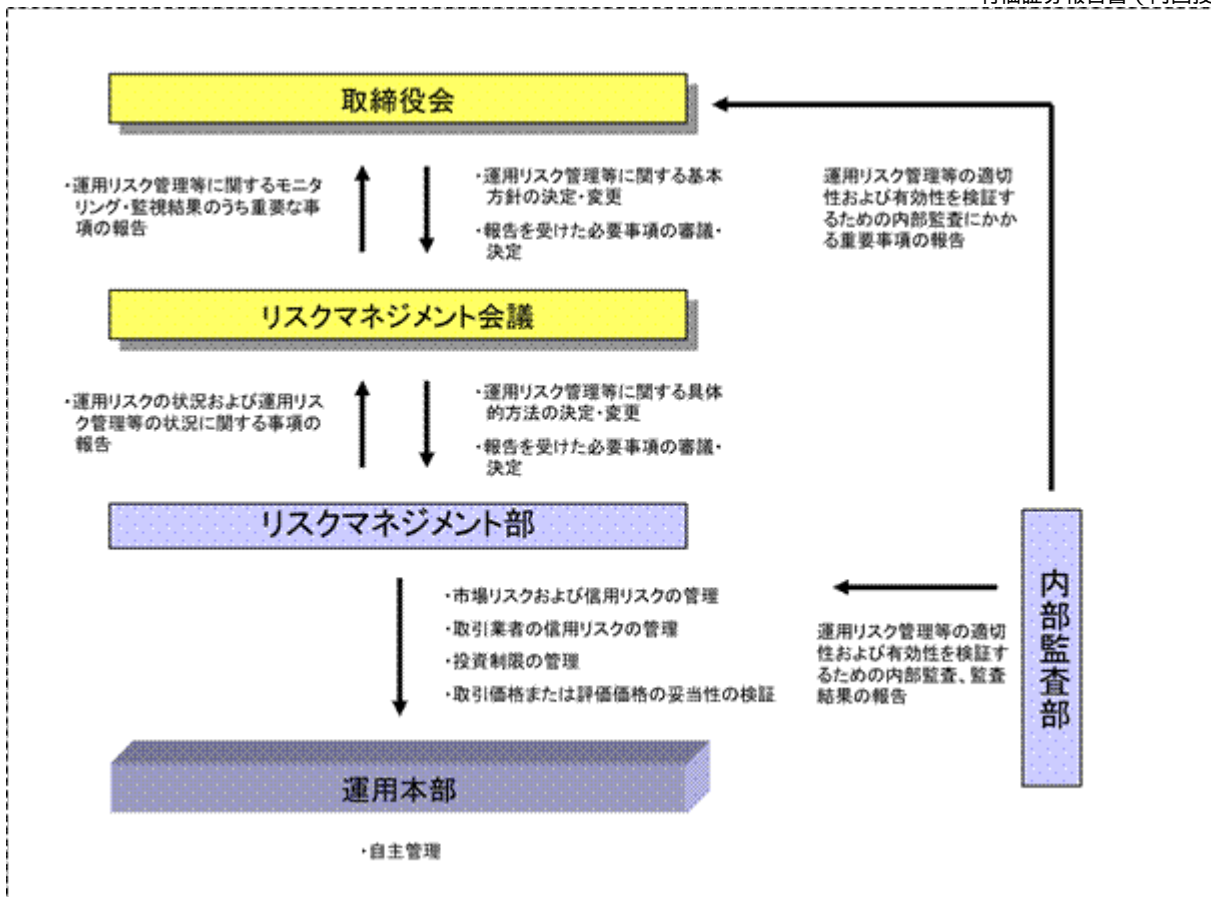 取締役会
・運用リスク管理等に関するモニタ
リング・監視結果のうち重要な事
項の報告
・運用リスク管理等に関する基本
方針の決定・変更
・報告を受けた必要事項の審議・
決定
運用リスク管理等の適切
性および有効性を検証す
るための内部監査にかか
る重要事項の報告
リスクマネジメント会議
・運用リスクの状況および運用リス
ク管理等の状況に関する事項の
報告
・運用リスク管理等に関する具体
的方法の決定・変更
・報告を受けた必要事項の審議・
決定
リスクマネジメント部
・市場リスクおよび信用リスクの管理
・取引業者の信用リスクの管理
・投資制限の管理
・取引価格または評価価格の妥当性の検証
運用リスク管理等の適切
性および有効性を検証す
るための内部監査、監査
結果の報告
内部監査部
運用本部
・自主管理